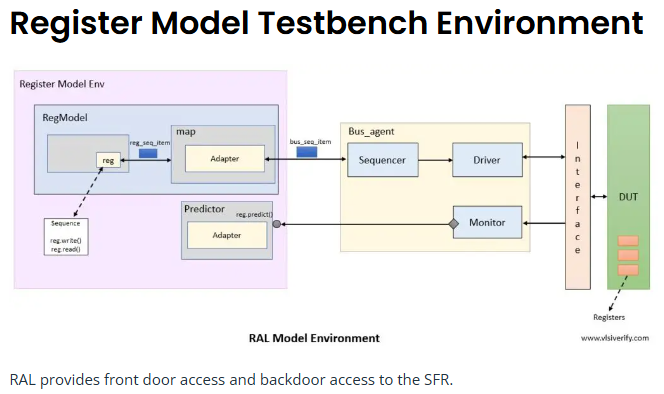 Register Model Testbench Environment
Register Model Env
RegModel
map
reg_seq_item
bus_seq_item
reg
Adapter
Bus_agent
Sequencer
Driver
Interface
DUT
Sequence
reg.write()
reg.read()
Predictor
reg.predict()
Adapter
Monitor
Registers
RAL Model Environment
www.vlsiverify.com
RAL provides front door access and backdoor access to the SFR.